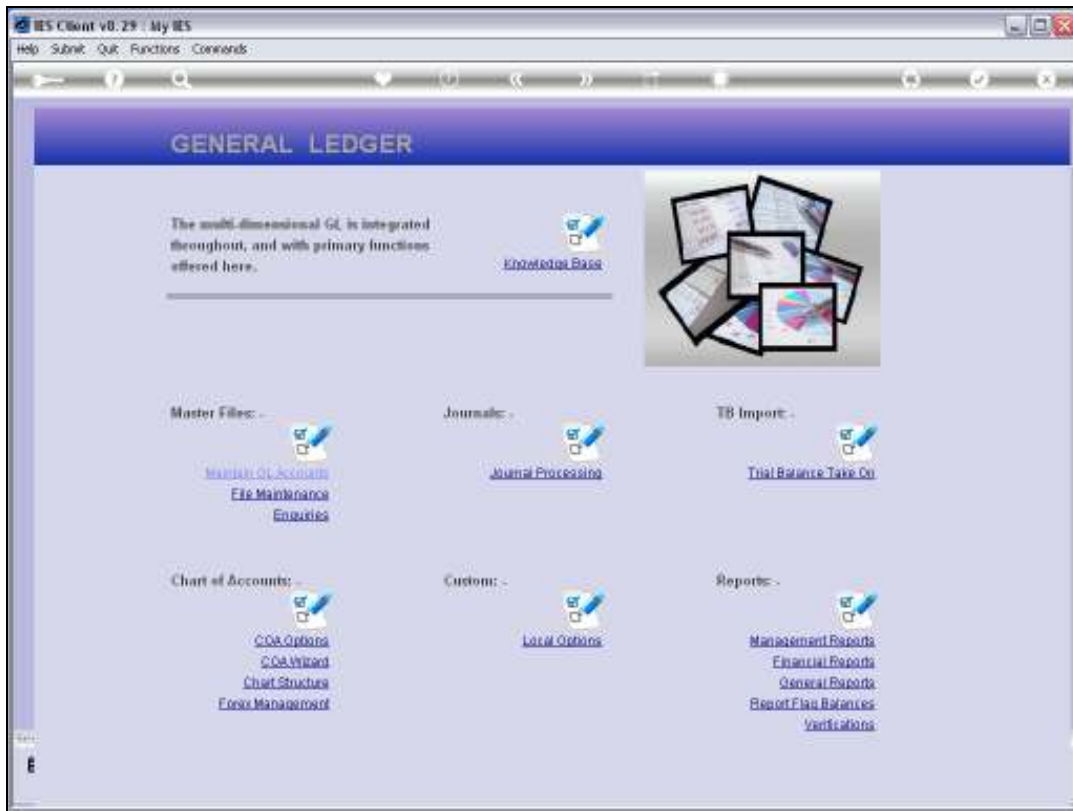 IES Client v0.29 : My IES
Help Submit Quit Functions Commands
GENERAL LEDGER
The multi-dimensional GL is integrated
throughout, and with primary functions
offered here.
Knowledge Base
Master Files: -
Journals: -
TB Import: -
Maintain GL Accounts
Journal Processing
Trial Balance Take On
File Maintenance
Enquiries
Chart of Accounts: -
Custom: -
Reports: -
COA Options
Local Options
Management Reports
COA Wizard
Financial Reports
Chart Structure
General Reports
Forex Management
Report Flag Balances
Verifications